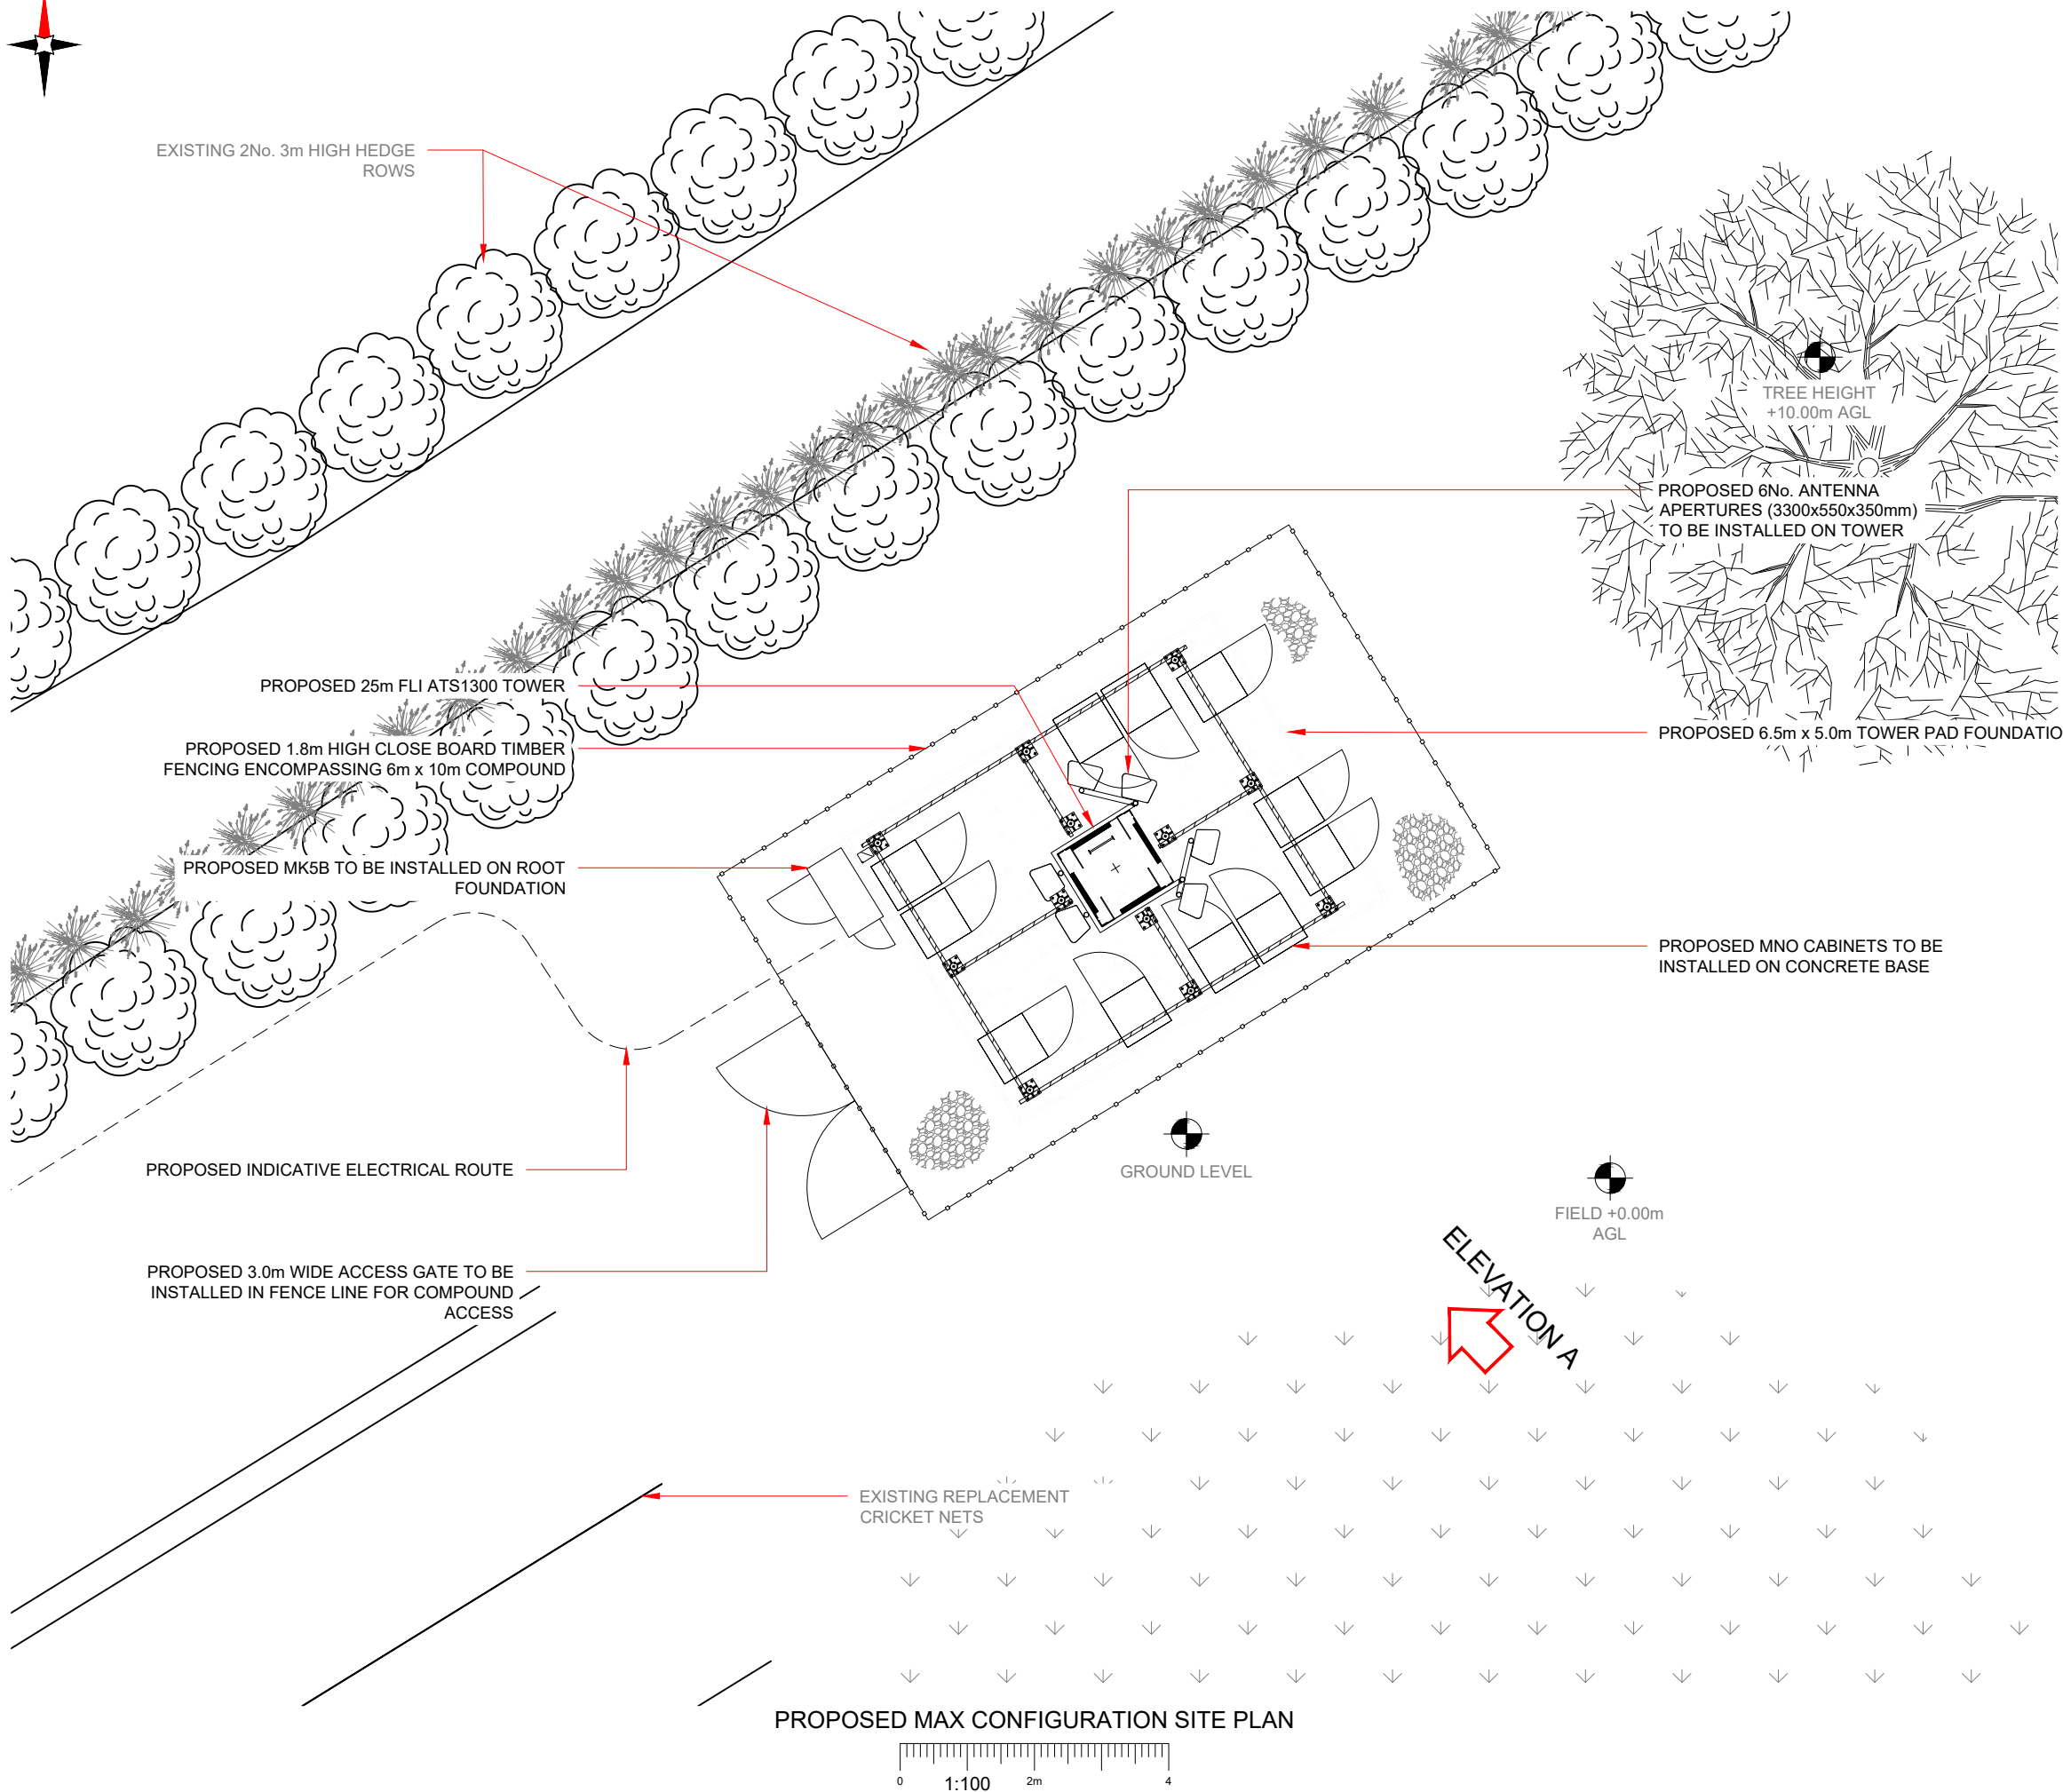 EXISTING 2No. 3m HIGH HEDGE
ROWS
TREE HEIGHT
+10.00m AGL
PROPOSED 6No. ANTENNA
APERTURES (3300x550x350mm)
TO BE INSTALLED ON TOWER
PROPOSED 25m FLI ATS1300 TOWER
PROPOSED 6.5m x 5.0m TOWER PAD FOUNDATIO
PROPOSED 1.8m HIGH CLOSE BOARD TIMBER
FENCING ENCOMPASSING 6m x 10m COMPOUND
PROPOSED MK5B TO BE INSTALLED ON ROOT
FOUNDATION
PROPOSED MNO CABINETS TO BE
INSTALLED ON CONCRETE BASE
PROPOSED INDICATIVE ELECTRICAL ROUTE
GROUND LEVEL
FIELD +0.00m
AGL
ELEVATION A
PROPOSED 3.0m WIDE ACCESS GATE TO BE
INSTALLED IN FENCE LINE FOR COMPOUND
ACCESS
EXISTING REPLACEMENT
CRICKET NETS
PROPOSED MAX CONFIGURATION SITE PLAN
0 1:100 2m 4